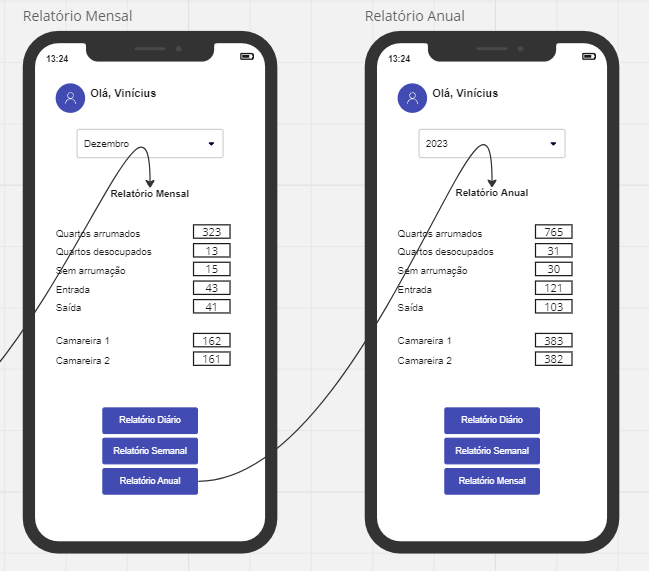 Relatório Mensal
13:24
Olá, Vinícius
Dezembro
Relatório Mensal
Quartos arrumados 323
Quartos desocupados 13
Sem arrumação 15
Entrada 43
Saída 41
Camareira 1 162
Camareira 2 161
Relatório Diário
Relatório Semanal
Relatório Anual
Relatório Anual
13:24
Olá, Vinícius
2023
Relatório Anual
Quartos arrumados 765
Quartos desocupados 31
Sem arrumação 30
Entrada 121
Saída 103
Camareira 1 383
Camareira 2 382
Relatório Diário
Relatório Semanal
Relatório Mensal